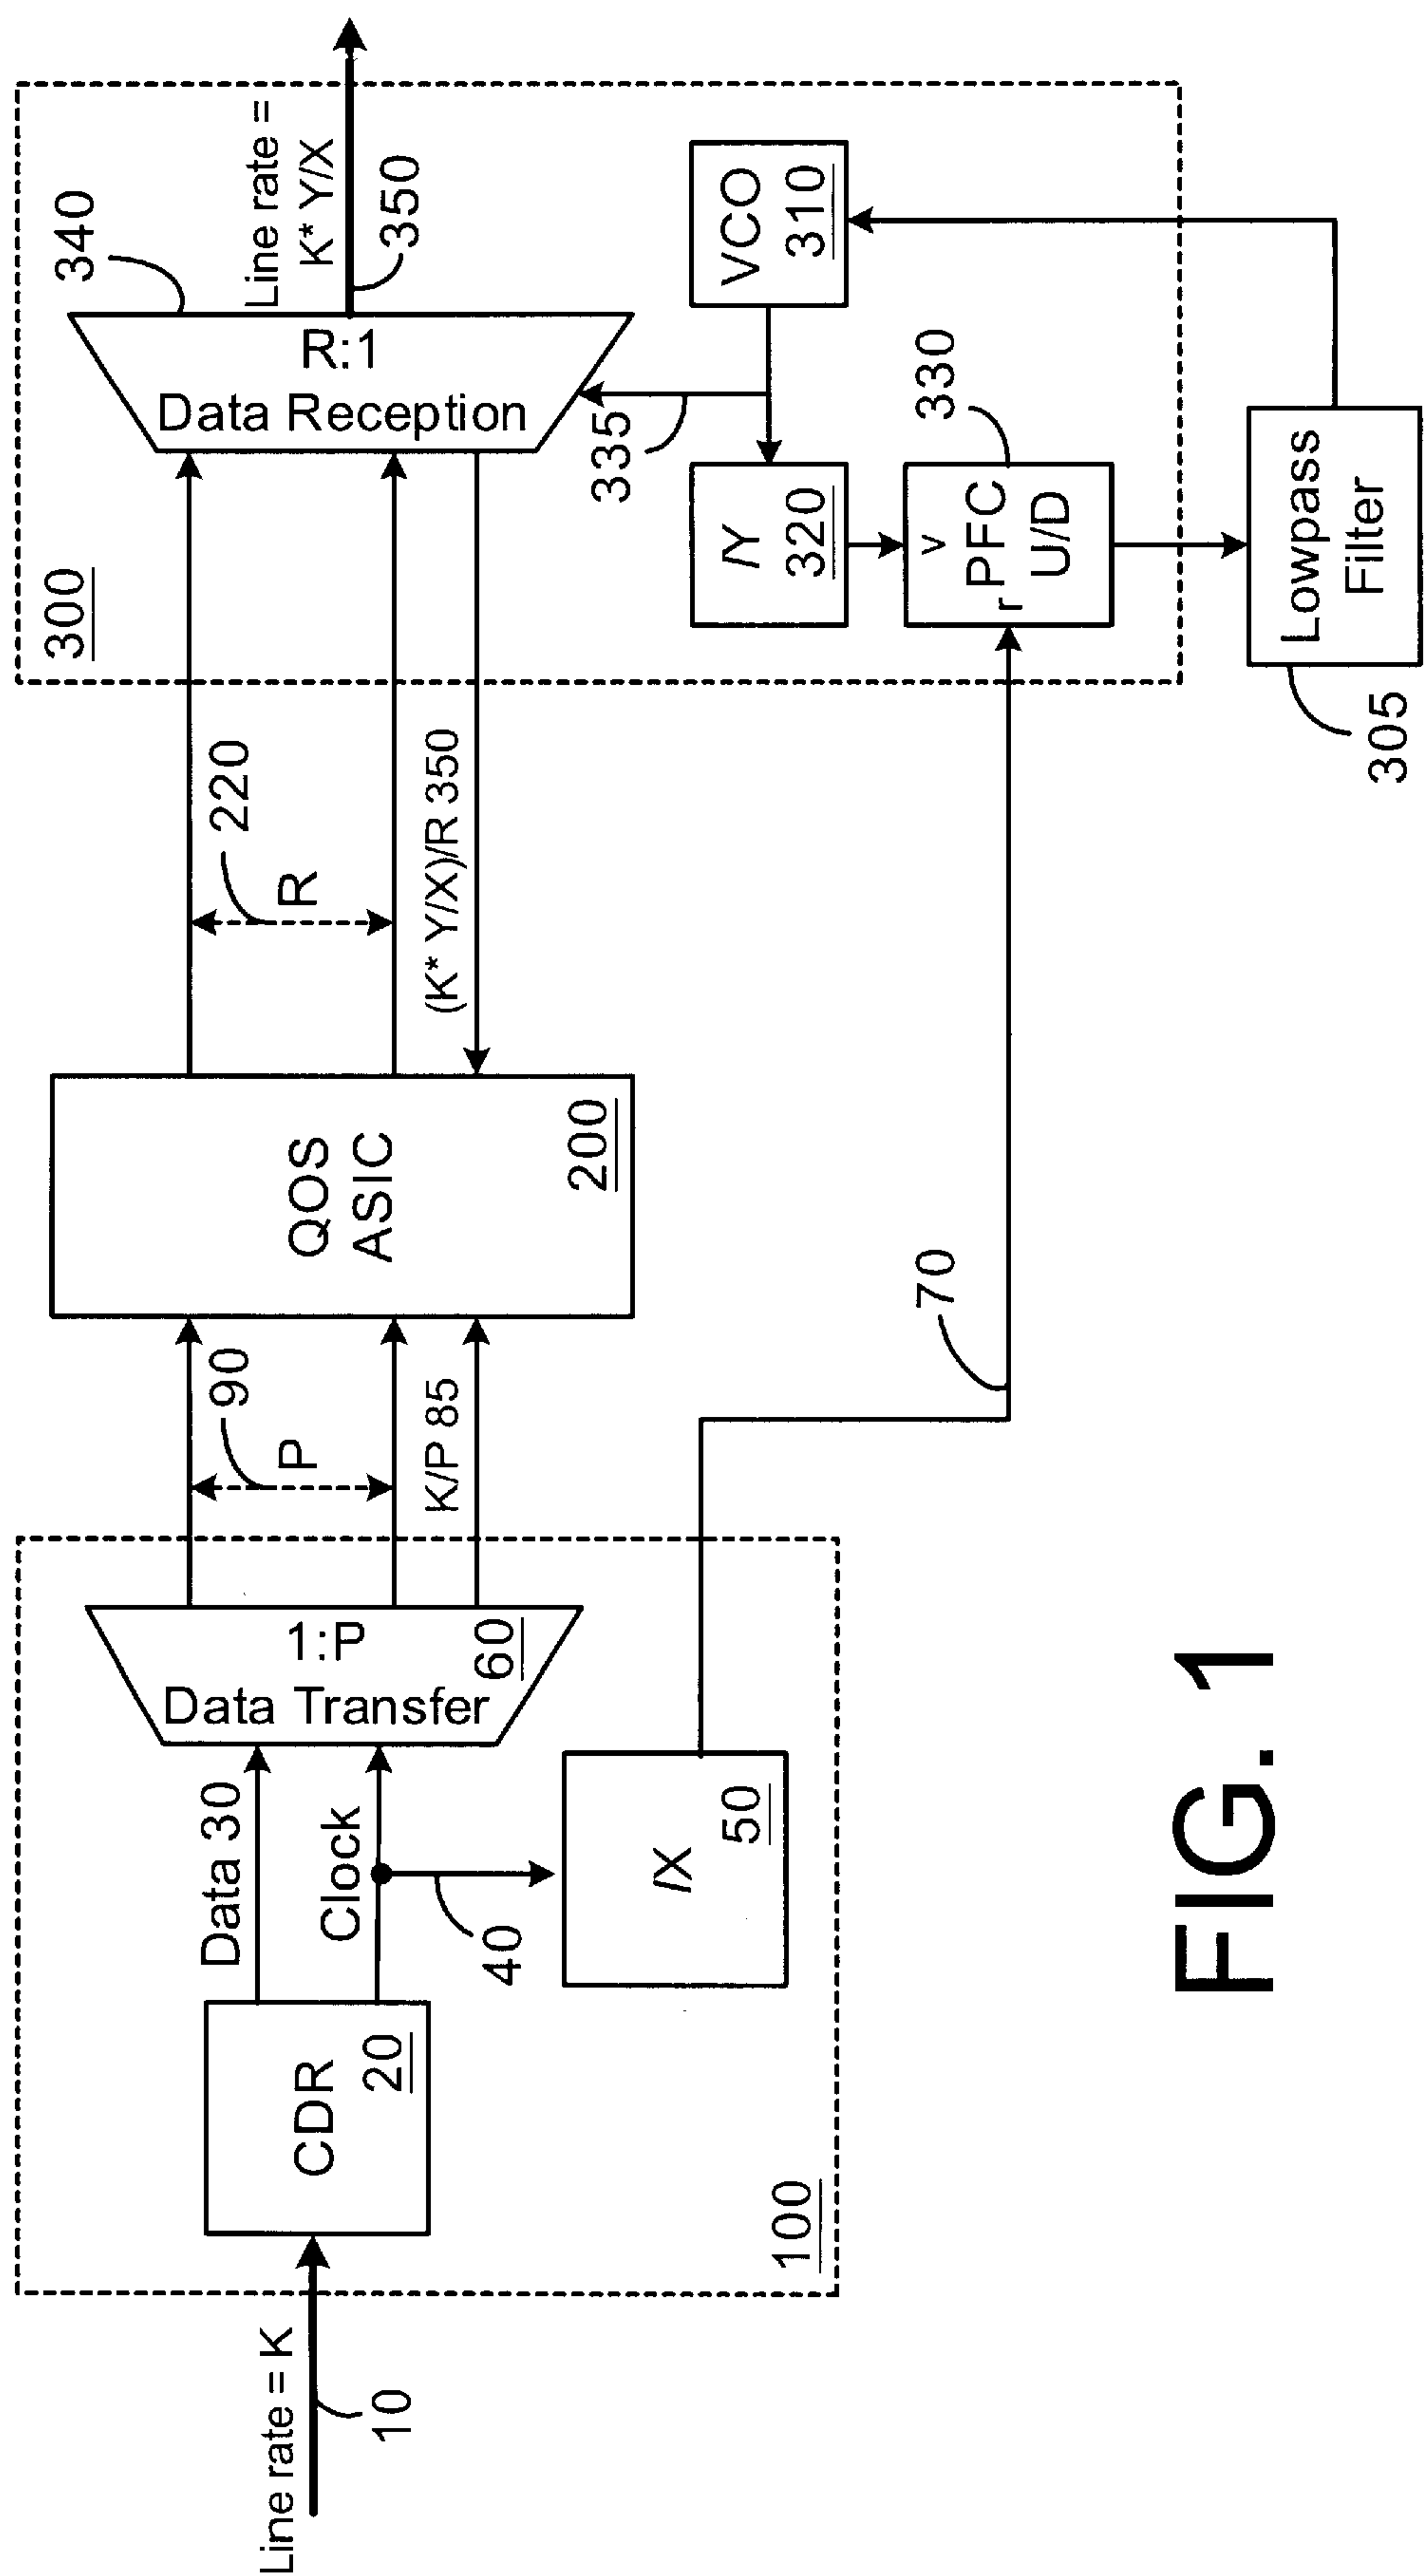 Line rate = K
10
CDR
20
Data 30
Clock
40
/X
50
1:P
Data Transfer
60
100
90
P
K/P 85
70
QOS
ASIC
200
220
R
(K* Y/X)/R 350
300
R:1
Data Reception
340
Line rate =
K* Y/X
350
335
VCO
310
/Y
320
v
PFC
r
U/D
330
Lowpass
Filter
305
FIG. 1